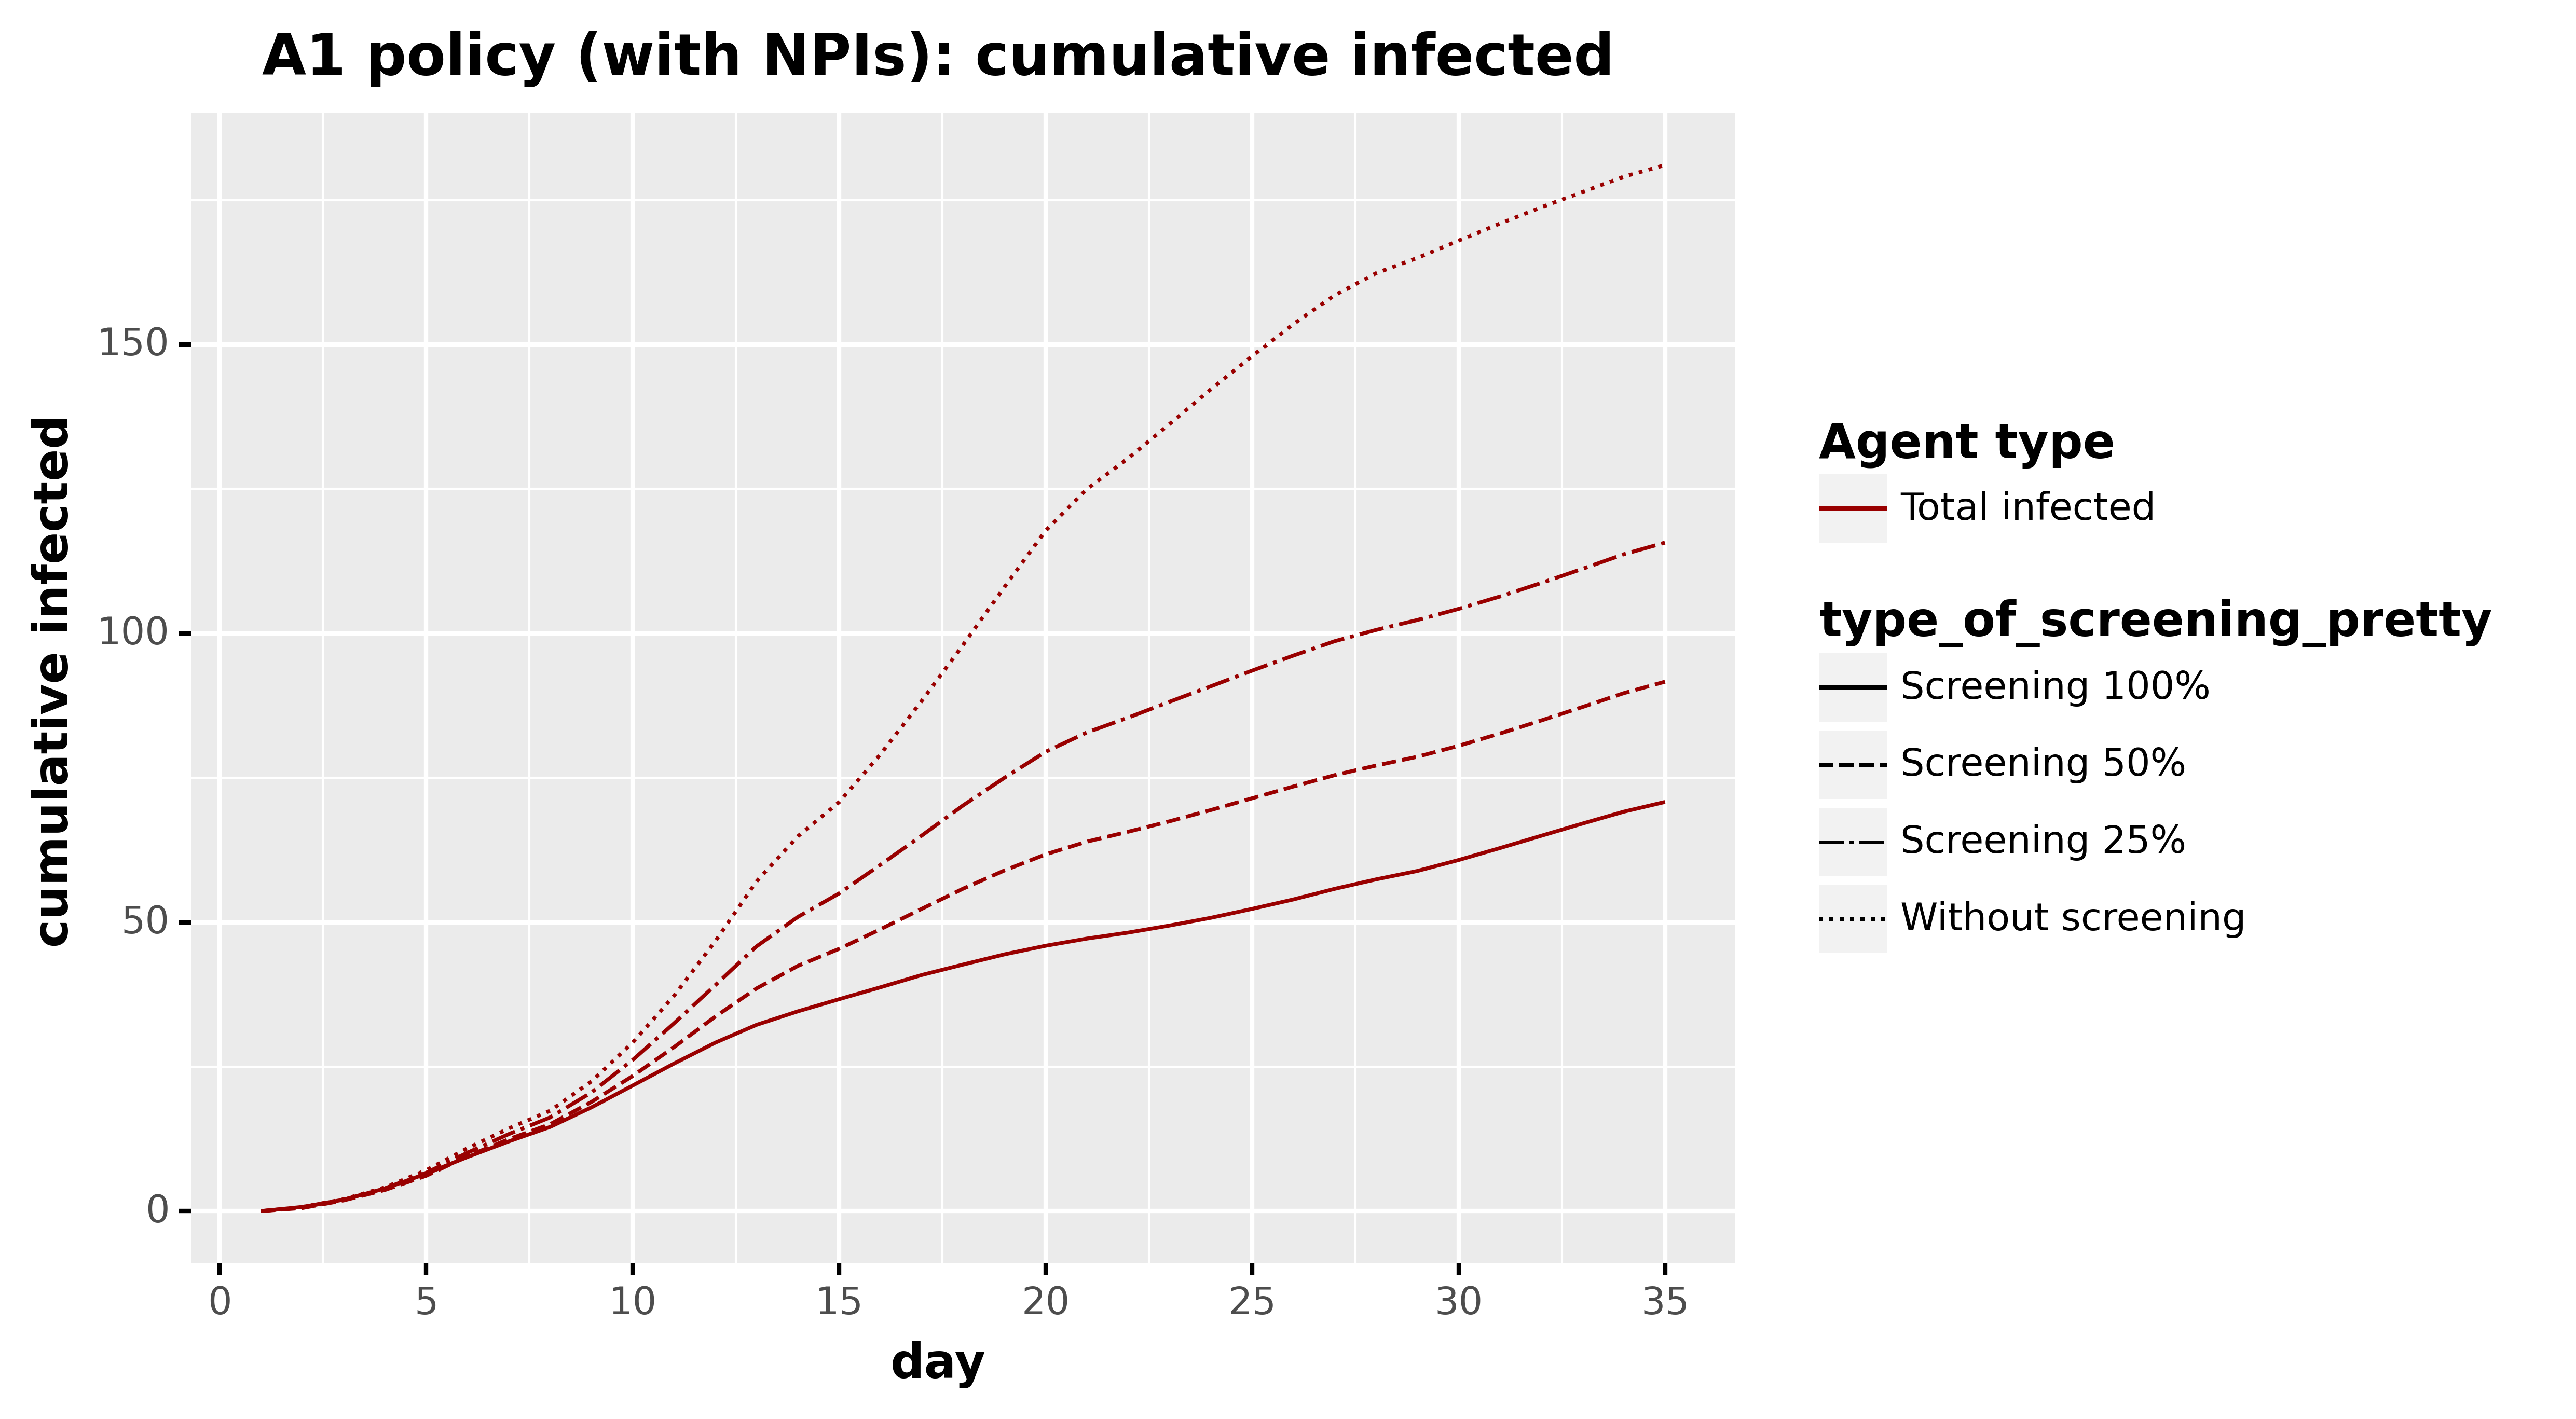 A1 policy (with NPIs): cumulative infected
cumulative infected
150
100
50
0
0 5 10 15 20 25 30 35
day
Agent type
Total infected
type_of_screening_pretty
Screening 100%
Screening 50%
Screening 25%
Without screening